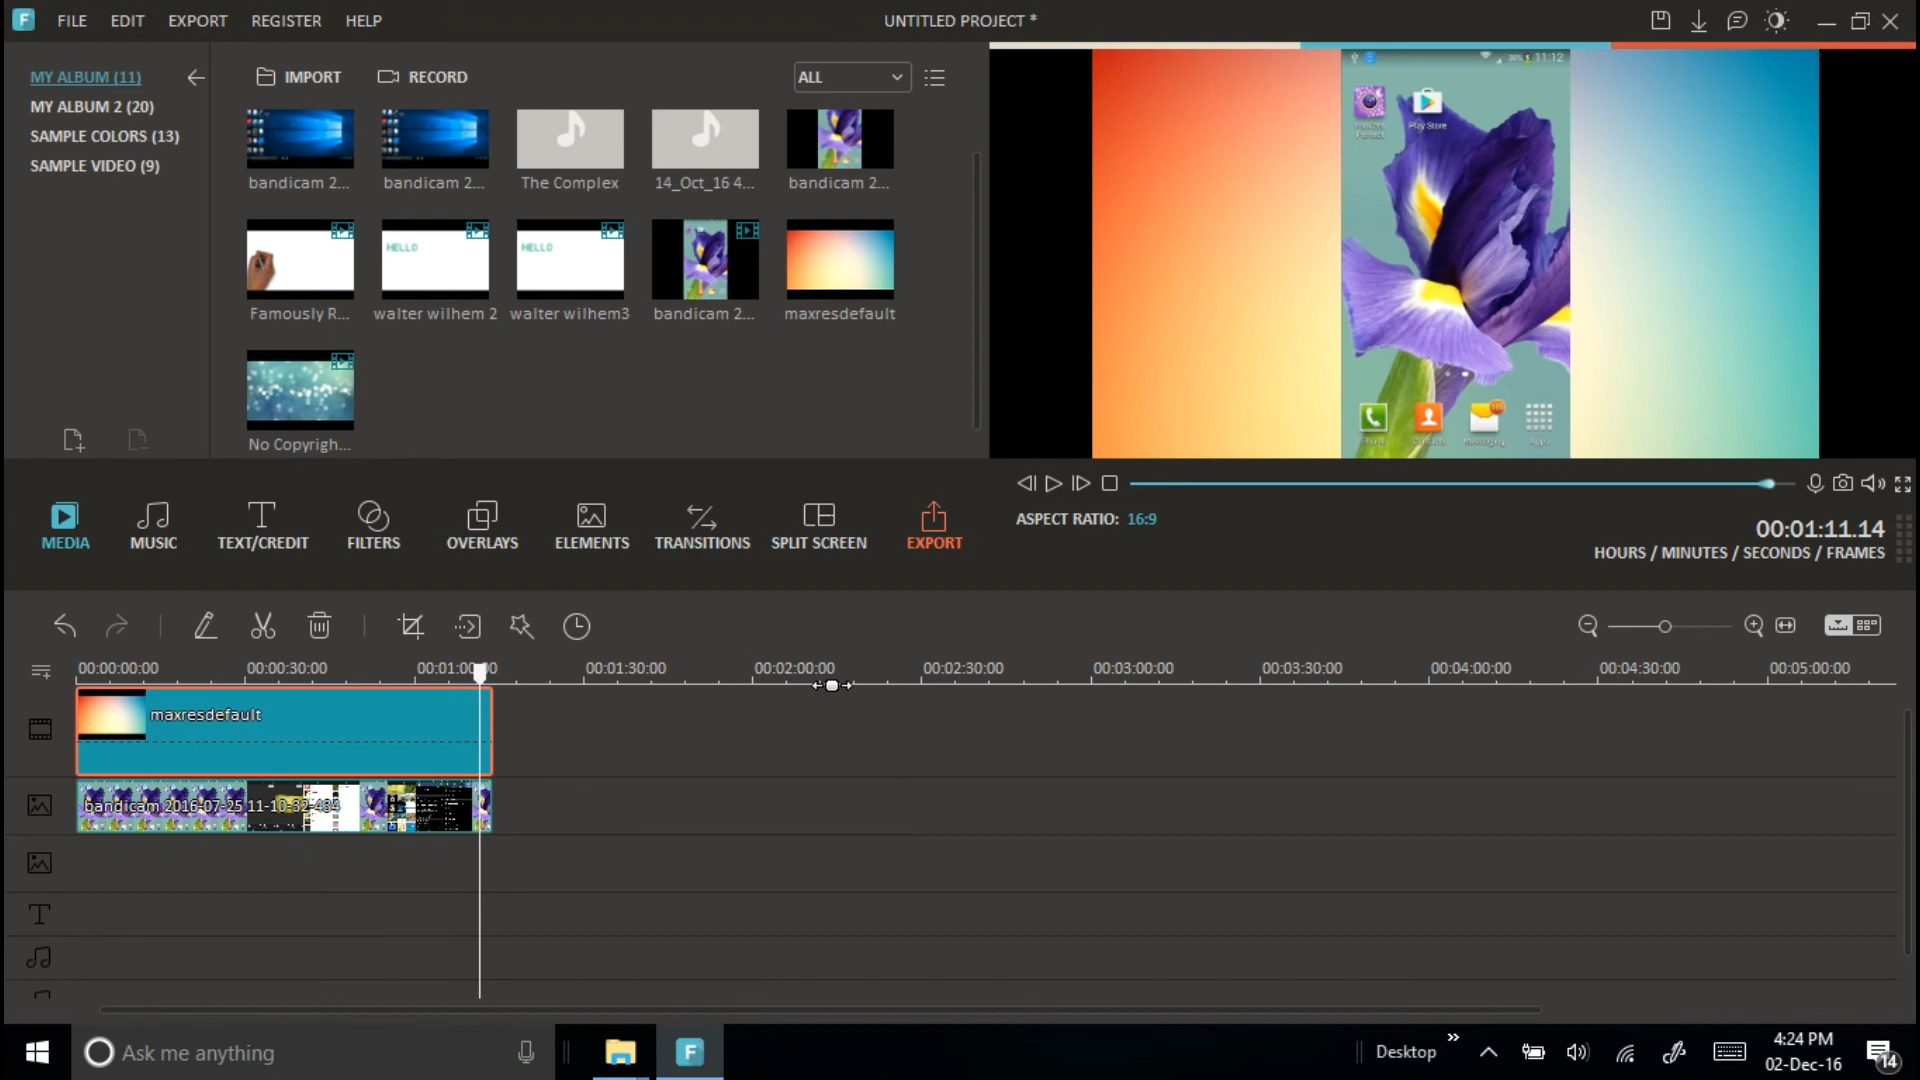 F FILE EDIT EXPORT REGISTER HELP UNTITLED PROJECT *
MY ALBUM (11)
MY ALBUM 2 (20)
SAMPLE COLORS (13)
SAMPLE VIDEO (9)
IMPORT RECORD ALL
bandicam 2... bandicam 2... The Complex 14_Oct_16 4... bandicam 2...
HELLO HELLO
Famously R... walter wilhem 2 walter wilhem3 bandicam 2... maxresdefault
No Copyrigh...
11:12
Play Store
MEDIA MUSIC TEXT/CREDIT FILTERS OVERLAYS ELEMENTS TRANSITIONS SPLIT SCREEN EXPORT
ASPECT RATIO: 16:9
00:01:11.14
HOURS / MINUTES / SECONDS / FRAMES
00:00:00:00 00:00:30:00 00:01:00:00 00:01:30:00 00:02:00:00 00:02:30:00 00:03:00:00 00:03:30:00 00:04:00:00 00:04:30:00 00:05:00:00
maxresdefault
bandicam 2016-07-25 11-10-32-484
Ask me anything
F
Desktop
4:24 PM
02-Dec-16
14